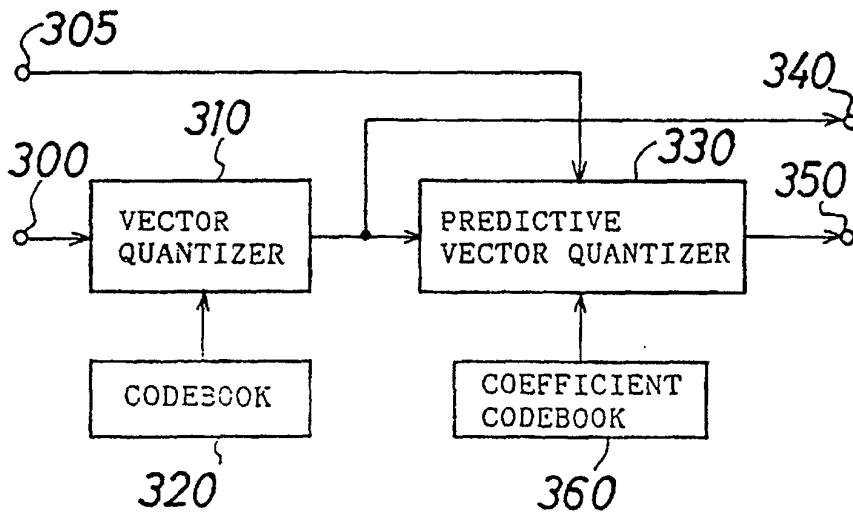 305
340
310
330
300
350
VECTOR
QUANTIZER
PREDICTIVE
VECTOR QUANTIZER
CODEBOOK
COEFFICIENT
CODEBOOK
320
360